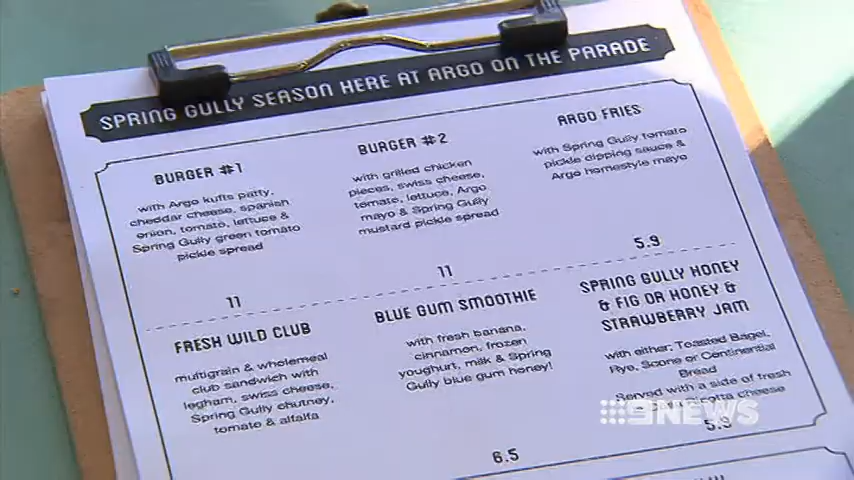 SPRING GULLY SEASON HERE AT ARGO ON THE PARADE
BURGER #1
with Argo kufta patty,
cheddar cheese, spanish
onion, tomato, lettuce &
Spring Gully green tomato
pickle spread
11
BURGER #2
with grilled chicken
pieces, swiss cheese,
tomato, lettuce, Argo
mayo & Spring Gully
mustard pickle spread
11
ARGO FRIES
with Spring Gully tomato
pickle dipping sauce &
Argo homestyle mayo
5.9
FRESH WILD CLUB
multigrain & wholemeal
club sandwich with
legham, swiss cheese,
Spring Gully chutney,
tomato & alfalfa
BLUE GUM SMOOTHIE
with fresh banana,
cinnamon, frozen
youghurt, milk & Spring
Gully blue gum honey!
6.5
SPRING GULLY HONEY
& FIG OR HONEY &
STRAWBERRY JAM
with either; Toasted Bagel,
Rye, Scone or Continential
Bread
Served with a side of fresh
ricotta cheese
5.9
9NEWS